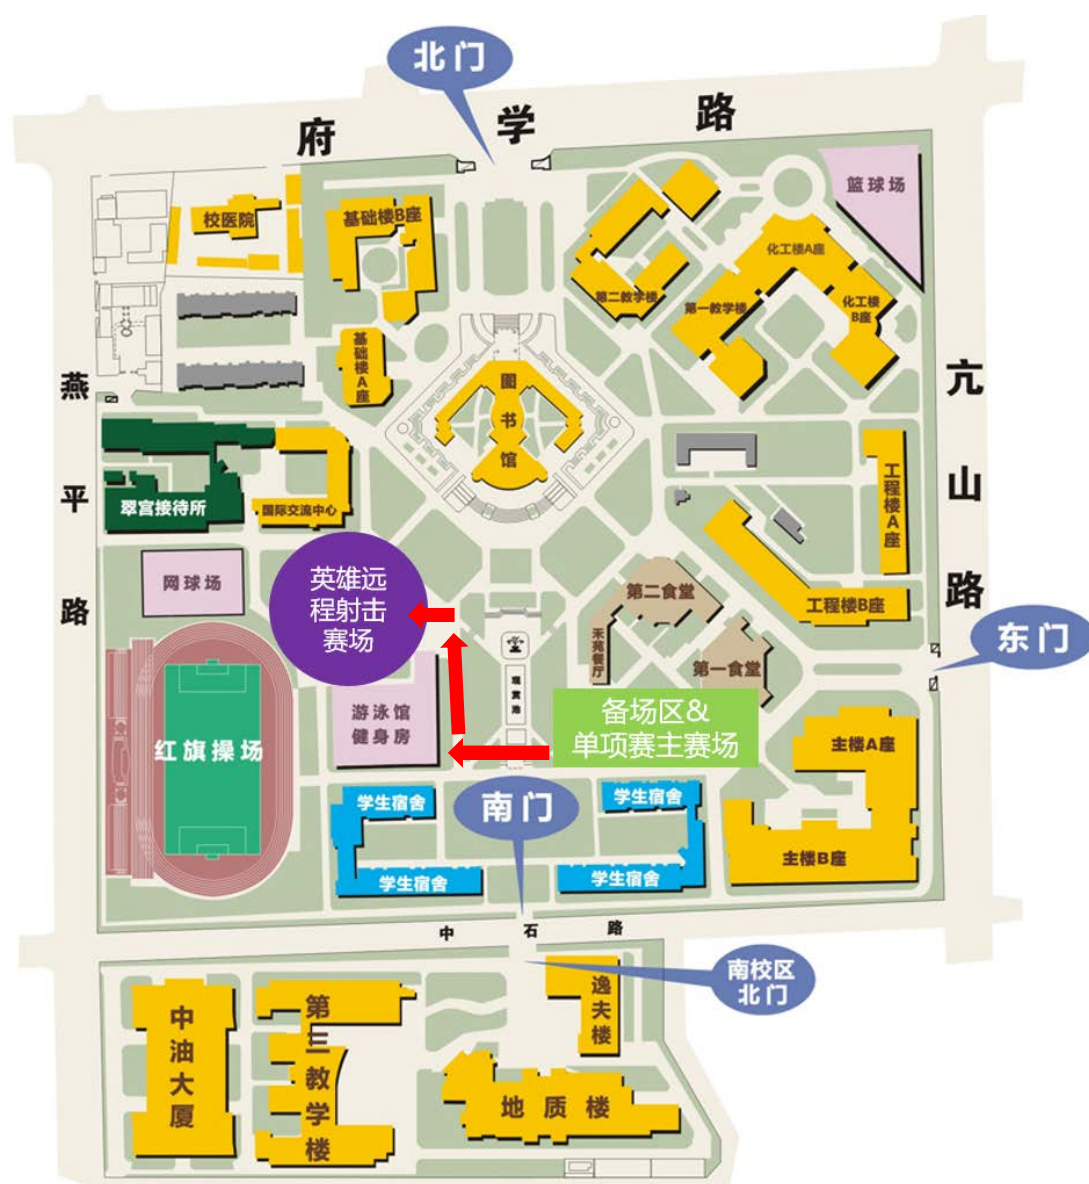 北门
府学路
篮球场
校医院
基础楼B座
化工楼A座
第二教学楼
第一教学楼
化工楼
B座
基础楼A座
图书馆
燕平路
亢山路
翠宫接待所
国际交流中心
工程楼A座
英雄远
程射击
赛场
网球场
第二食堂
工程楼B座
禾苑餐厅
东门
第一食堂
观赏池
游泳馆
健身房
备场区&
单项赛主赛场
红旗操场
主楼A座
学生宿舍
南门
学生宿舍
主楼B座
学生宿舍
学生宿舍
中石路
南校区
北门
中油大厦
第三教学楼
逸夫楼
地质楼